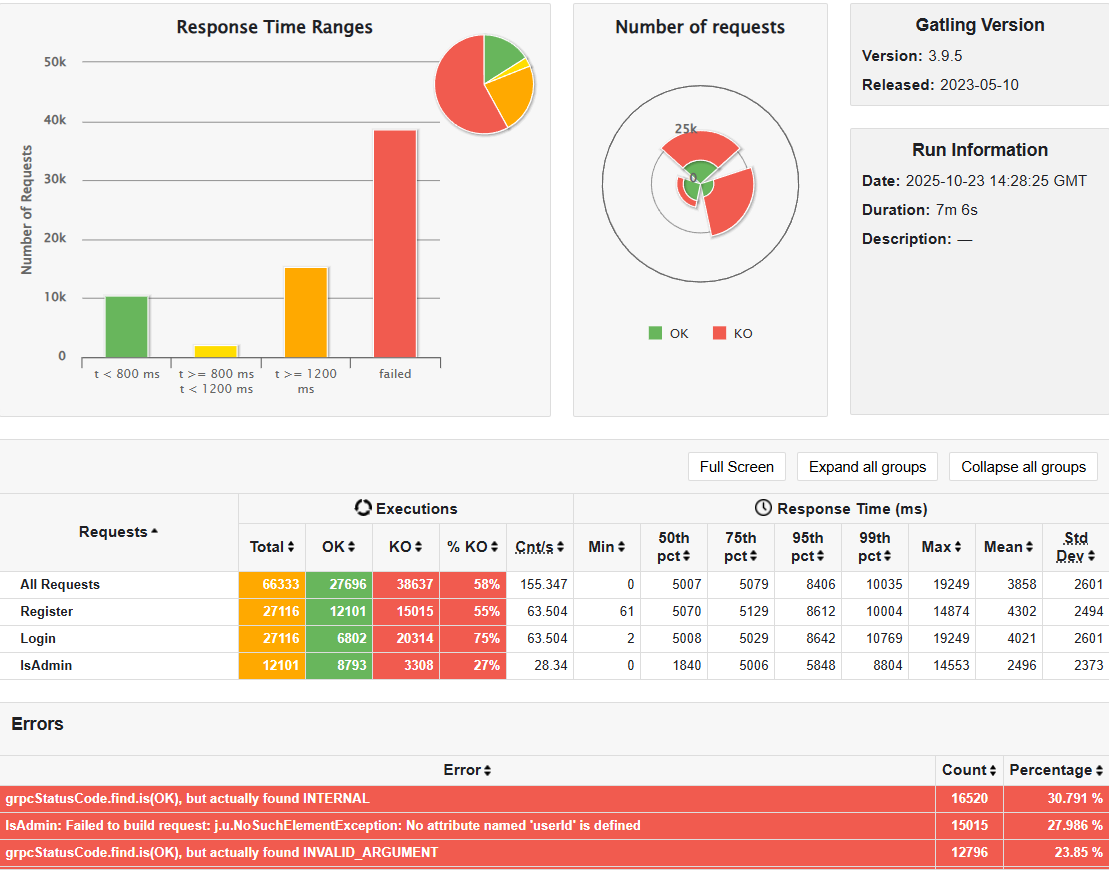 Response Time Ranges
50k
40k
30k
20k
10k
0
Number of Requests
t < 800 ms
t >= 800 ms
t < 1200 ms
t >= 1200
ms
failed
Number of requests
25k
0
OK
KO
Gatling Version
Version: 3.9.5
Released: 2023-05-10
Run Information
Date: 2025-10-23 14:28:25 GMT
Duration: 7m 6s
Description: —
Full Screen
Expand all groups
Collapse all groups
Requests
Executions
Response Time (ms)
Total OK KO % KO Cnt/s Min 50th pct 75th pct 95th pct 99th pct Max Mean Std Dev
All Requests 66333 27696 38637 58% 155.347 0 5007 5079 8406 10035 19249 3858 2601
Register 27116 12101 15015 55% 63.504 61 5070 5129 8612 10004 14874 4302 2494
Login 27116 6802 20314 75% 63.504 2 5008 5029 8642 10769 19249 4021 2601
IsAdmin 12101 8793 3308 27% 28.34 0 1840 5006 5848 8804 14553 2496 2373
Errors
Error Count Percentage
grpcStatusCode.find.is(OK), but actually found INTERNAL 16520 30.791 %
IsAdmin: Failed to build request: j.u.NoSuchElementException: No attribute named 'userId' is defined 15015 27.986 %
grpcStatusCode.find.is(OK), but actually found INVALID_ARGUMENT 12796 23.85 %